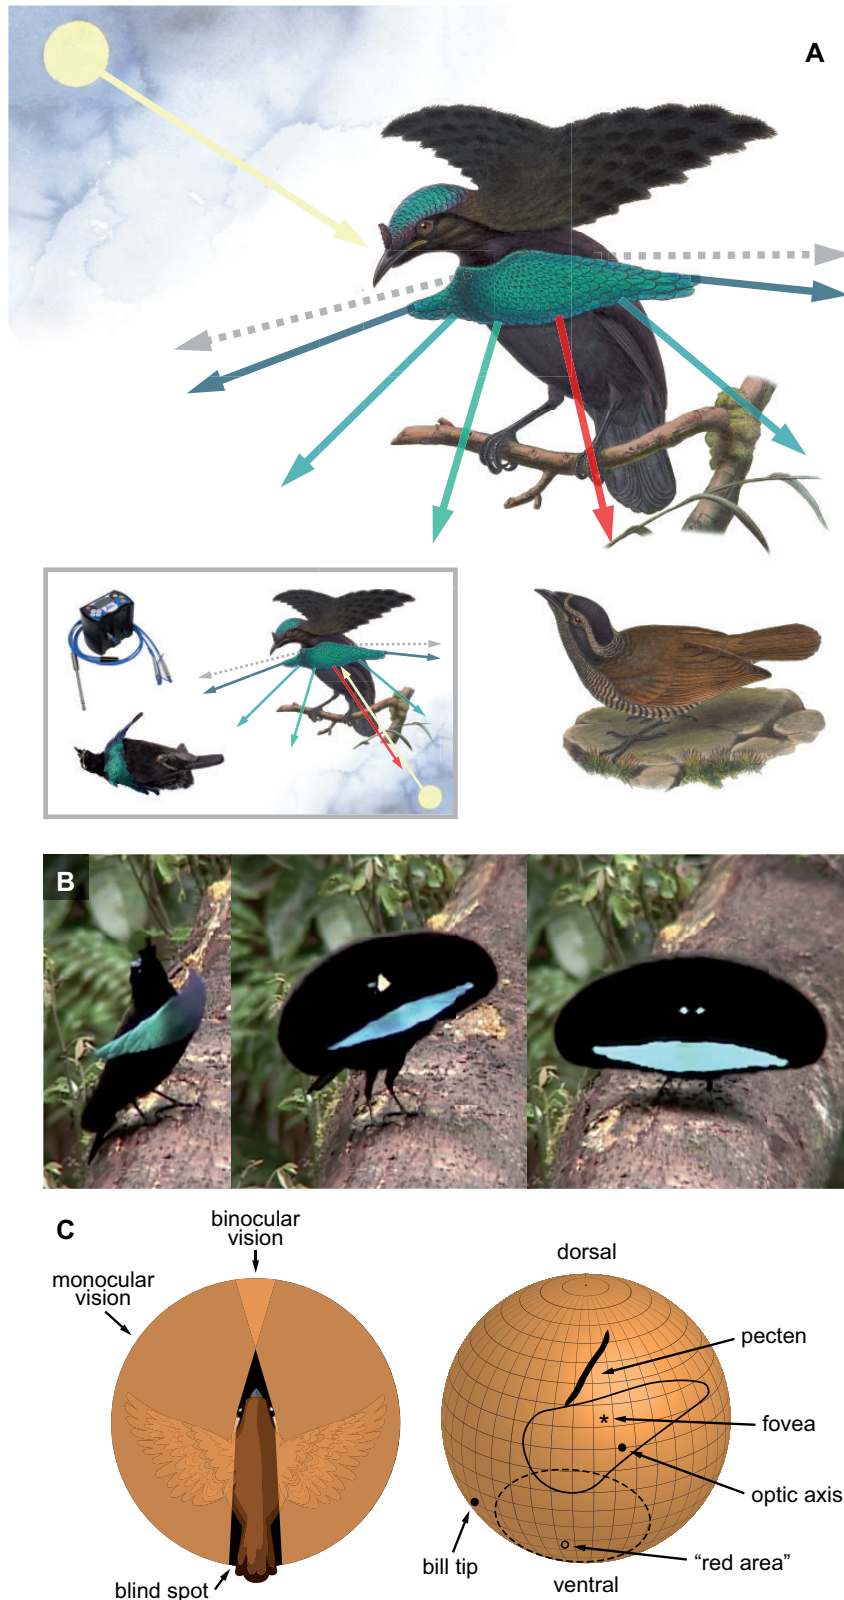 A
B
C
binocular
vision
monocular
vision
blind spot
dorsal
pecten
fovea
*
optic axis
bill tip
"red area"
ventral